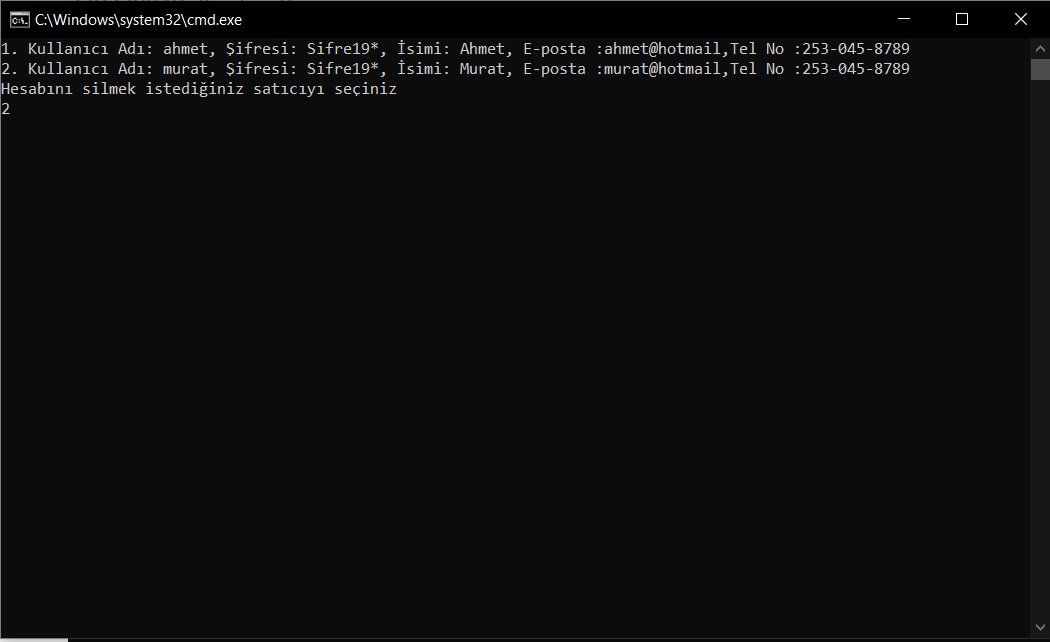 C:\Windows\system32\cmd.exe
1. Kullanıcı Adı: ahmet, Şifresi: Sifre19*, İsimi: Ahmet, E-posta :ahmet@hotmail,Tel No :253-045-8789
2. Kullanıcı Adı: murat, Şifresi: Sifre19*, İsimi: Murat, E-posta :murat@hotmail,Tel No :253-045-8789
Hesabını silmek istediğiniz satıcıyı seçiniz
2